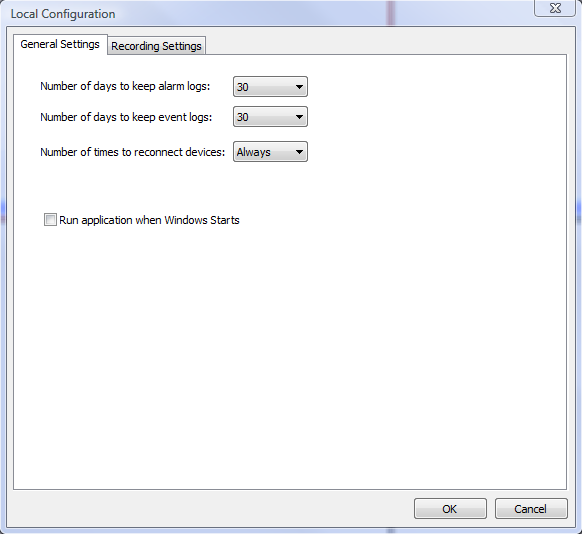 Local Configuration
General Settings Recording Settings
Number of days to keep alarm logs: 30
Number of days to keep event logs: 30
Number of times to reconnect devices: Always
Run application when Windows Starts
OK Cancel